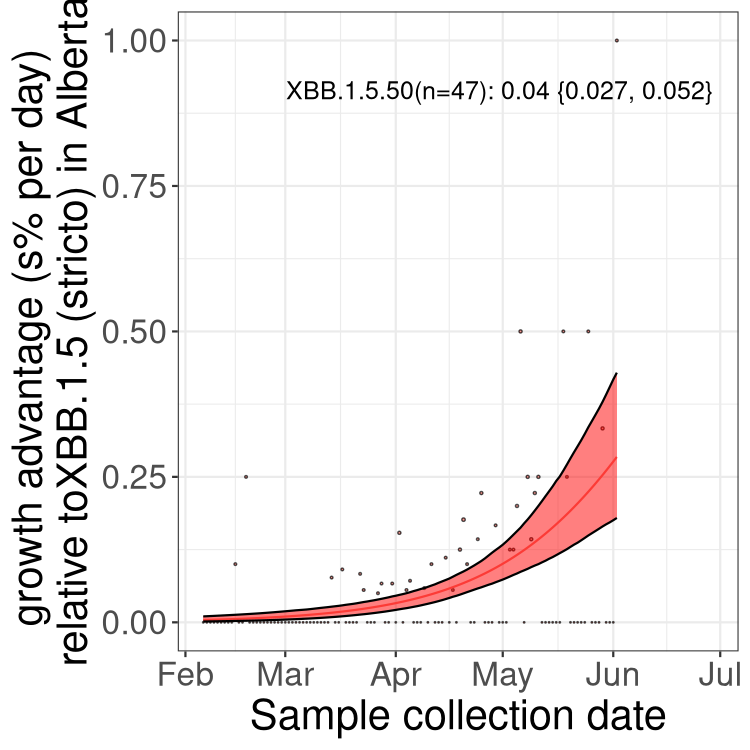 growth advantage (s% per day)
relative toXBB.1.5 (stricto) in Alberta
1.00
0.75
0.50
0.25
0.00
XBB.1.5.50(n=47): 0.04 {0.027, 0.052}
Feb Mar Apr May Jun Jul
Sample collection date